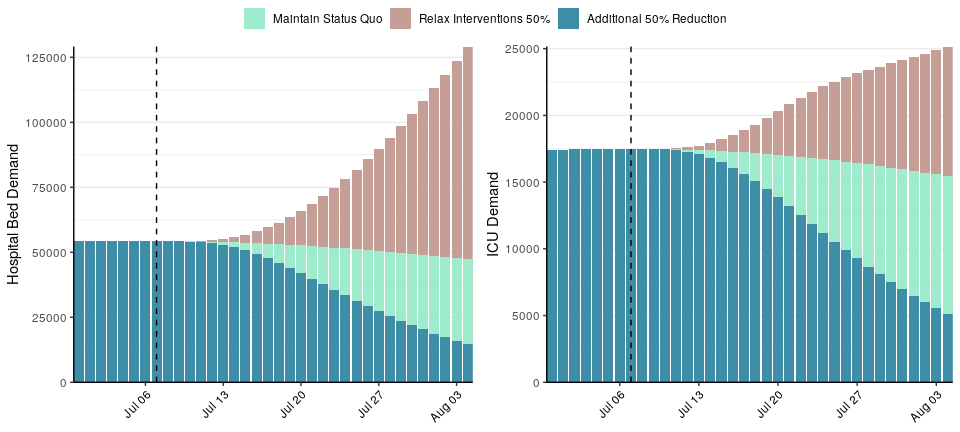 Maintain Status Quo Relax Interventions 50% Additional 50% Reduction
Hospital Bed Demand
125000
100000
75000
50000
25000
0
Jul 06 Jul 13 Jul 20 Jul 27 Aug 03
ICU Demand
25000
20000
15000
10000
5000
0
Jul 06 Jul 13 Jul 20 Jul 27 Aug 03